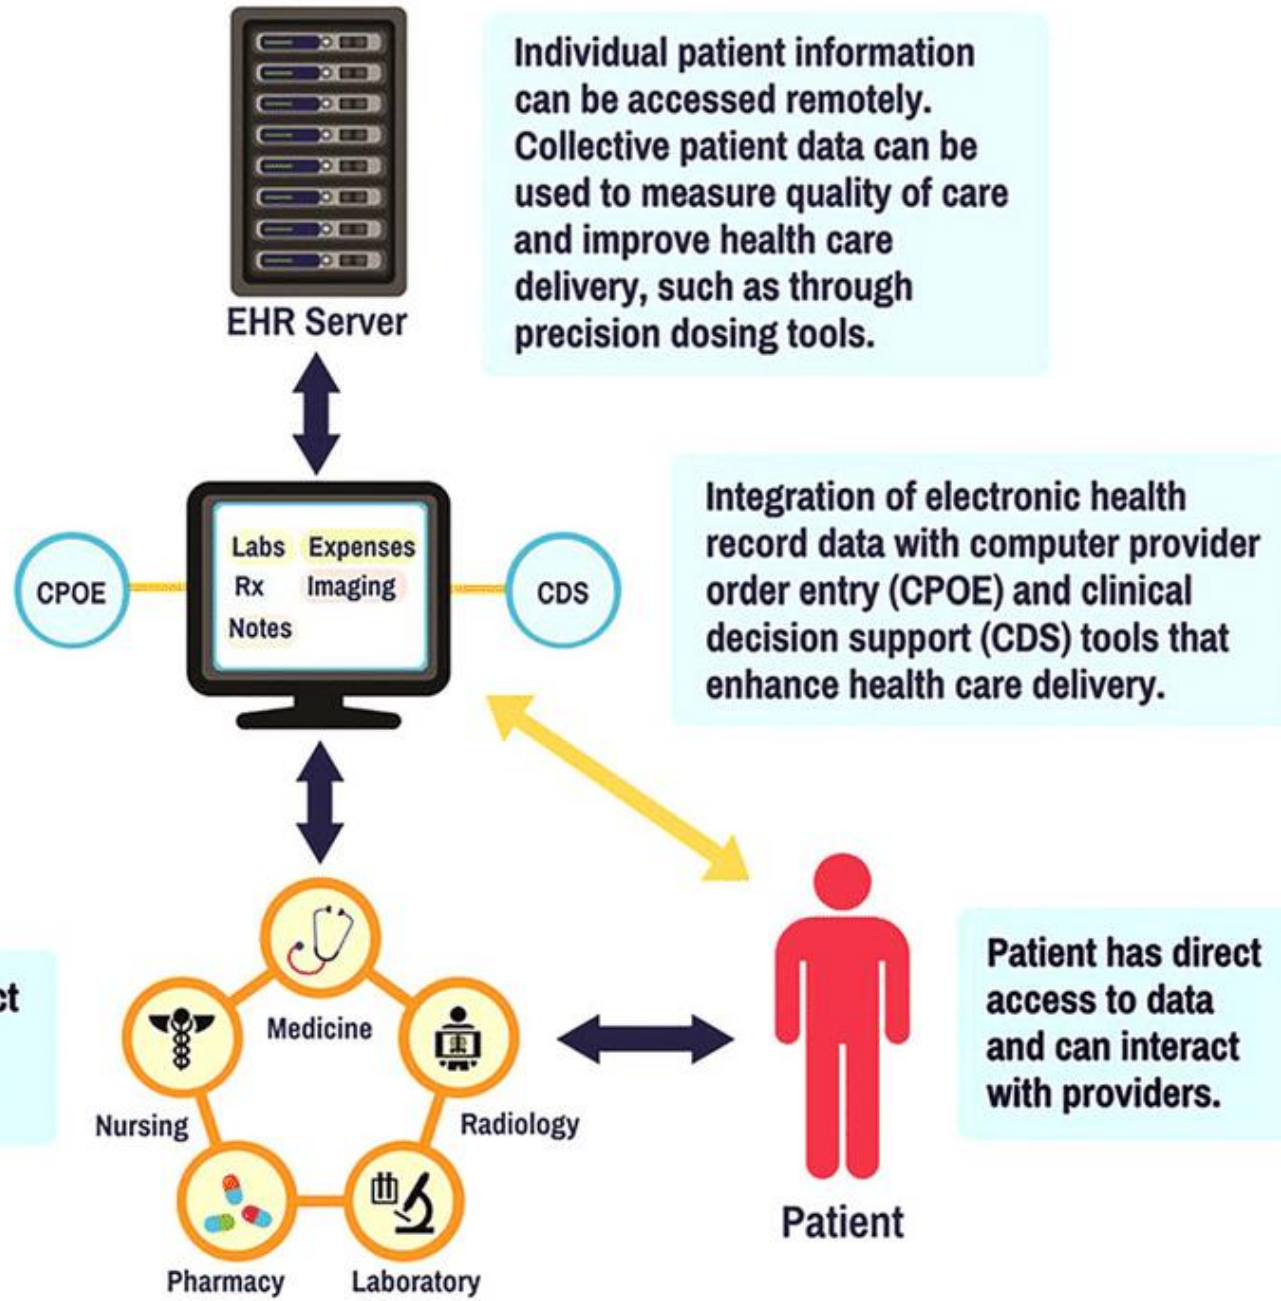 Individual patient information
can be accessed remotely.
Collective patient data can be
used to measure quality of care
and improve health care
delivery, such as through
precision dosing tools.
EHR Server
Integration of electronic health
record data with computer provider
order entry (CPOE) and clinical
decision support (CDS) tools that
enhance health care delivery.
CPOE
Labs Expenses
Rx Imaging
Notes
CDS
Medicine
Nursing
Radiology
Pharmacy
Laboratory
Patient has direct
access to data
and can interact
with providers.
Patient